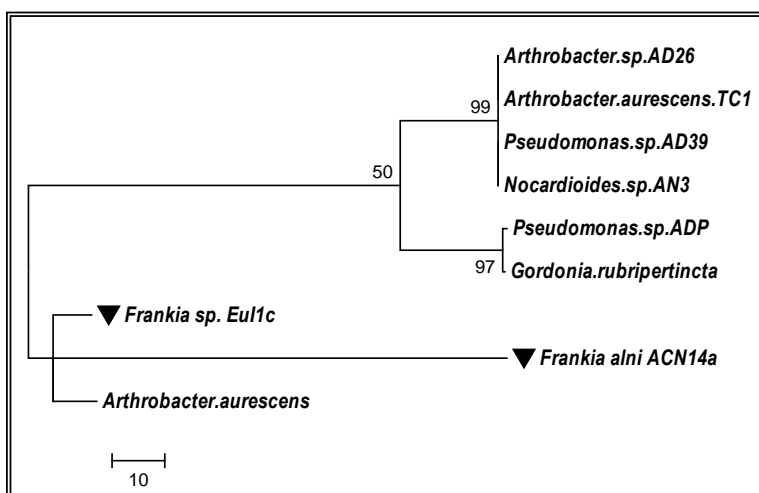 Arthrobacter.sp.AD26
Arthrobacter.aurescens.TC1
99
Pseudomonas.sp.AD39
50
Nocardioides.sp.AN3
Pseudomonas.sp.ADP
97
Gordonia.rubripertincta
Frankia sp. EuI1c
Frankia alni ACN14a
Arthrobacter.aurescens
10